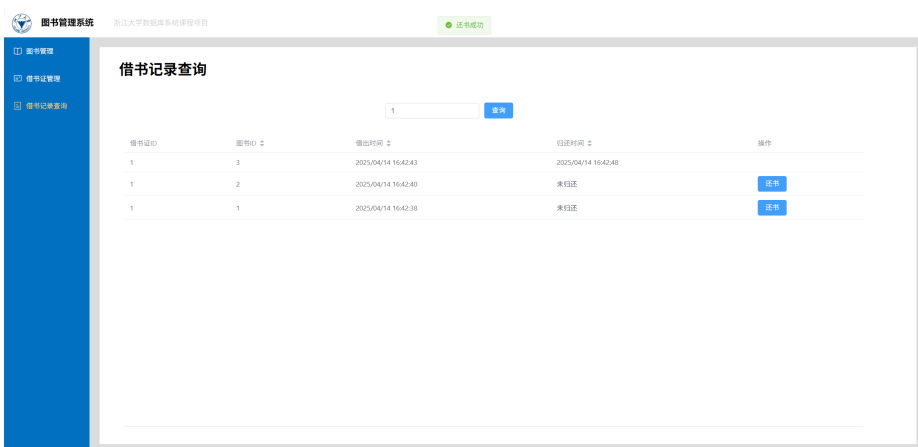 图书管理系统 浙江大学数据库系统课程项目 还书成功
图书管理
借书证管理
借书记录查询
借书记录查询
1 查询
借书证ID 图书ID 借出时间 归还时间 操作
1 3 2025/04/14 16:42:43 2025/04/14 16:42:48
1 2 2025/04/14 16:42:40 未归还 还书
1 1 2025/04/14 16:42:38 未归还 还书